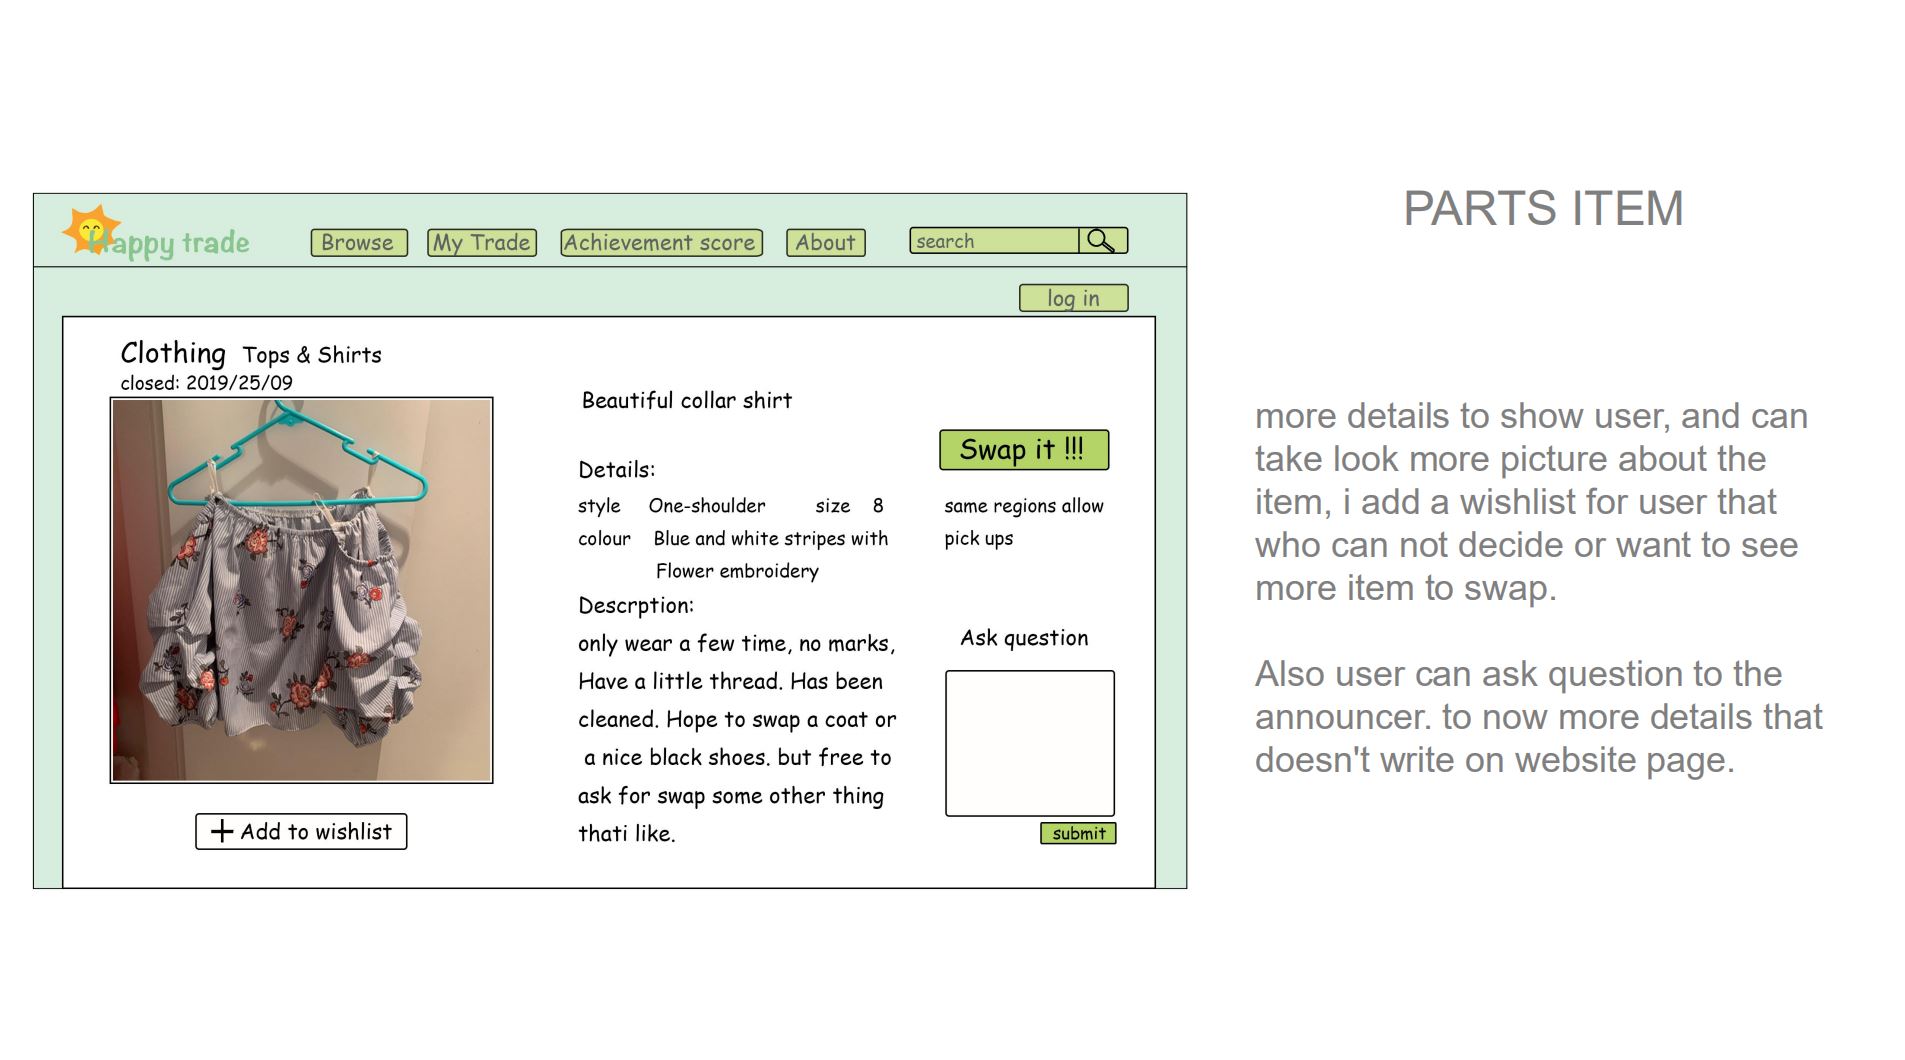 Happy trade
Browse
My Trade
Achievement score
About
search
log in
Clothing Tops & Shirts
closed: 2019/25/09
Add to wishlist
Beautiful collar shirt
Details:
style One-shoulder size 8
colour Blue and white stripes with
Flower embroidery
Descrption:
only wear a few time, no marks,
Have a little thread. Has been
cleaned. Hope to swap a coat or
a nice black shoes. but free to
ask for swap some other thing
thati like.
Swap it !!!
same regions allow
pick ups
Ask question
submit
PARTS ITEM
more details to show user, and can
take look more picture about the
item, i add a wishlist for user that
who can not decide or want to see
more item to swap.
Also user can ask question to the
announcer. to now more details that
doesn't write on website page.